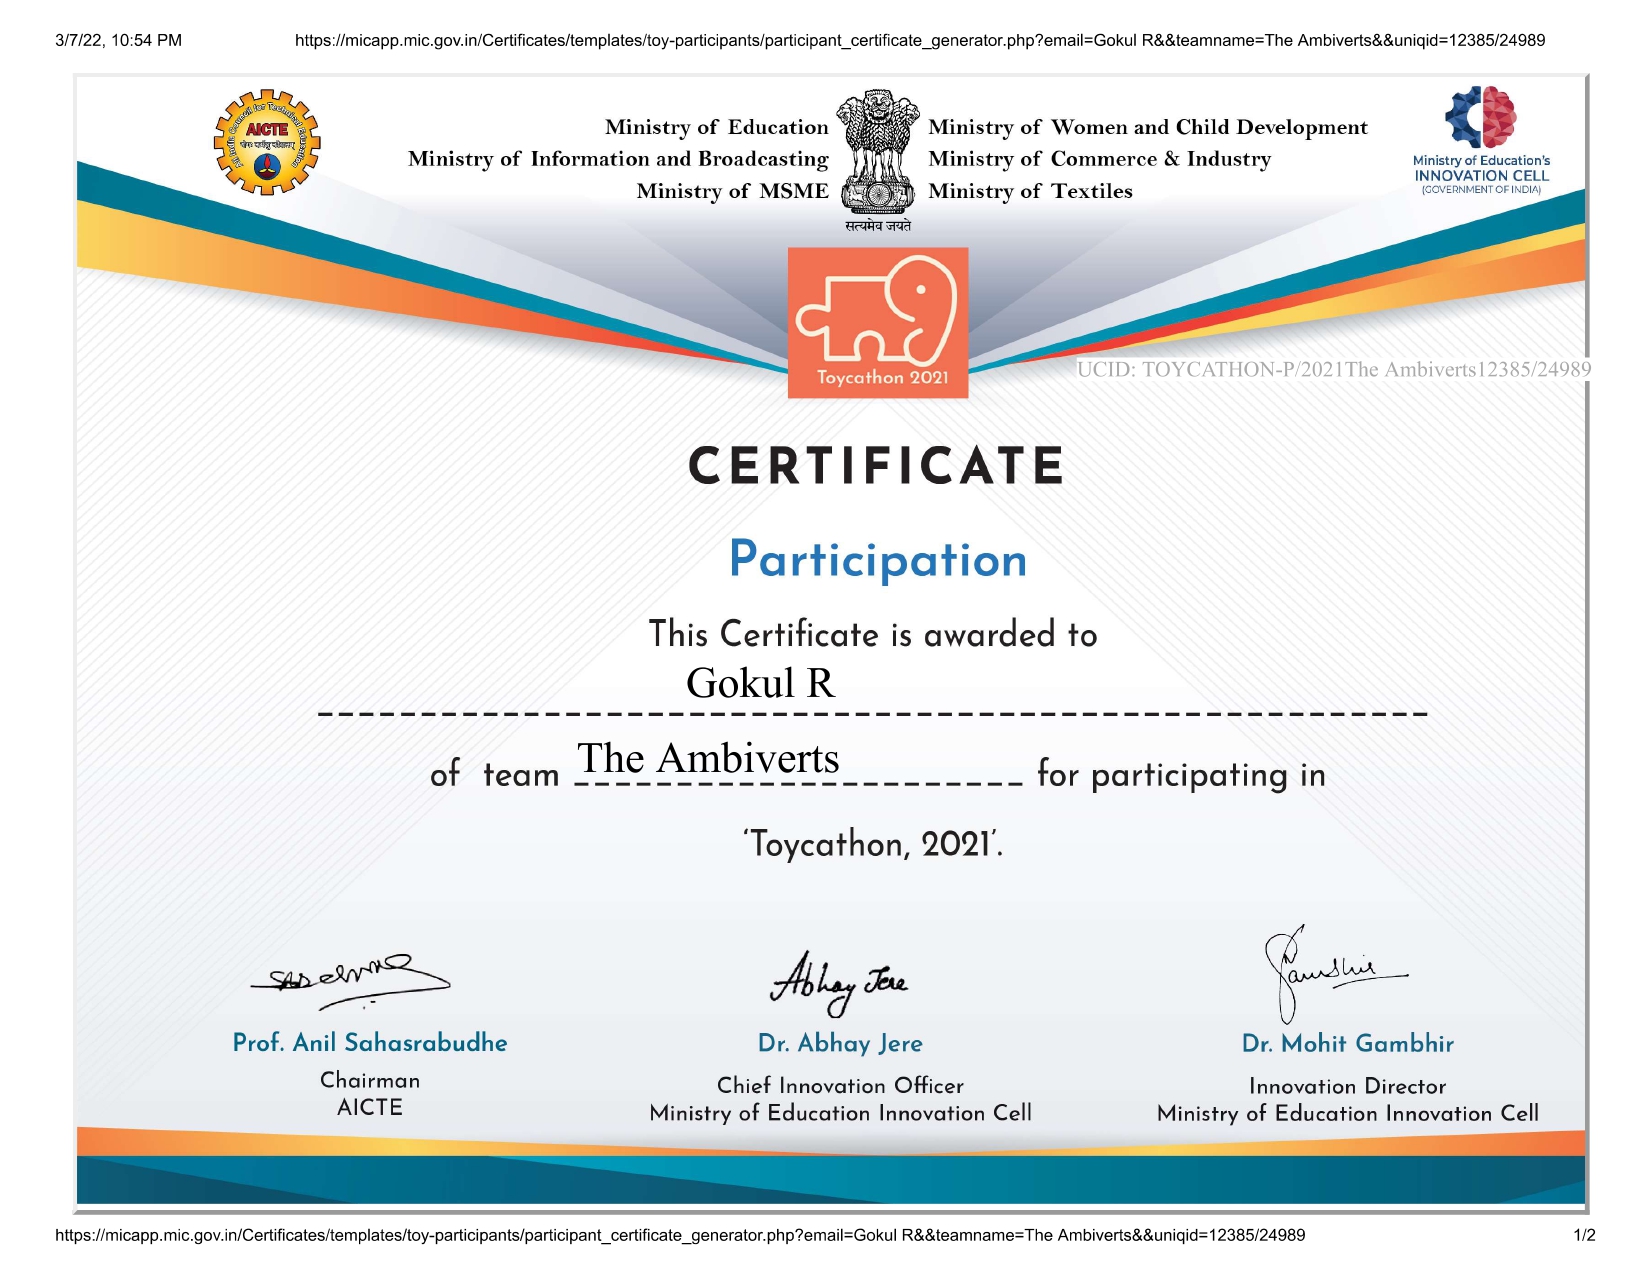 3/7/22, 10:54 PM
https://micapp.mic.gov.in/Certificates/templates/toy-participants/participant_certificate_generator.php?email=Gokul R&&teamname=The Ambiverts&&uniqid=12385/24989
All India Council for Technical Education
AICTE
Ministry of Education
Ministry of Information and Broadcasting
Ministry of MSME
सत्यमेव जयते
Ministry of Women and Child Development
Ministry of Commerce & Industry
Ministry of Textiles
Ministry of Education's
INNOVATION CELL
(GOVERNMENT OF INDIA)
Toycathon 2021
UCID: TOYCATHON-P/2021The Ambiverts12385/24989
CERTIFICATE
Participation
This Certificate is awarded to
Gokul R
of team The Ambiverts for participating in
‘Toycathon, 2021’.
Abhay Jere
Prof. Anil Sahasrabudhe
Chairman
AICTE
Dr. Abhay Jere
Chief Innovation Officer
Ministry of Education Innovation Cell
Dr. Mohit Gambhir
Innovation Director
Ministry of Education Innovation Cell
https://micapp.mic.gov.in/Certificates/templates/toy-participants/participant_certificate_generator.php?email=Gokul R&&teamname=The Ambiverts&&uniqid=12385/24989
1/2